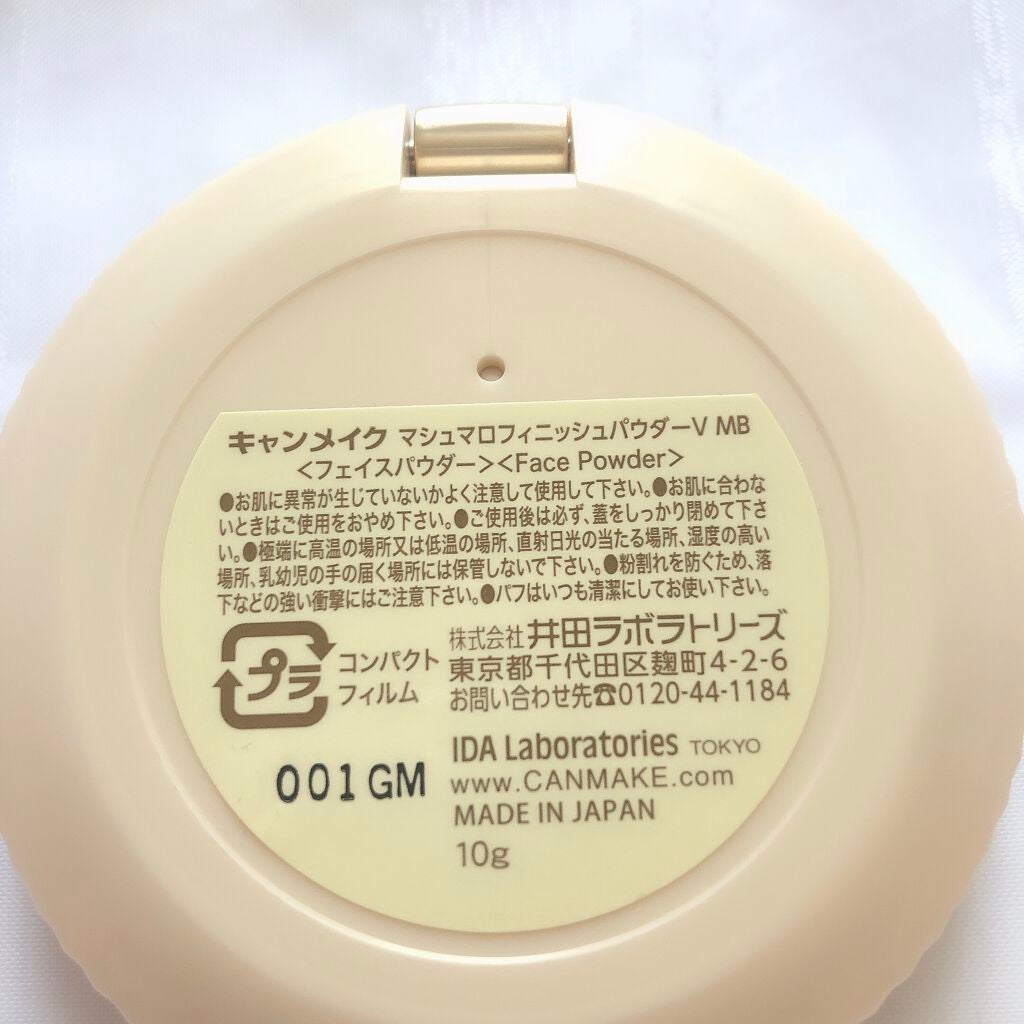 キャンメイク マシュマロフィニッシュパウダーV MB
<フェイスパウダー><Face Powder>
●お肌に異常が生じていないかよく注意して使用して下さい。●お肌に合わな
いときはご使用をおやめ下さい。●ご使用後は必ず、蓋をしっかり閉めて下さ
い。●極端に高温の場所又は低温の場所、直射日光の当たる場所、湿度の高い
場所、乳幼児の手の届く場所には保管しないで下さい。●粉割れを防ぐため、落
下などの強い衝撃にはご注意下さい。●パフはいつも清潔にしてお使い下さい。
プラ
コンパクト
フィルム
株式会社 井田ラボラトリーズ
東京都千代田区麹町4-2-6
お問い合わせ先☎0120-44-1184
IDA Laboratories TOKYO
www.CANMAKE.com
MADE IN JAPAN
10g
001GM